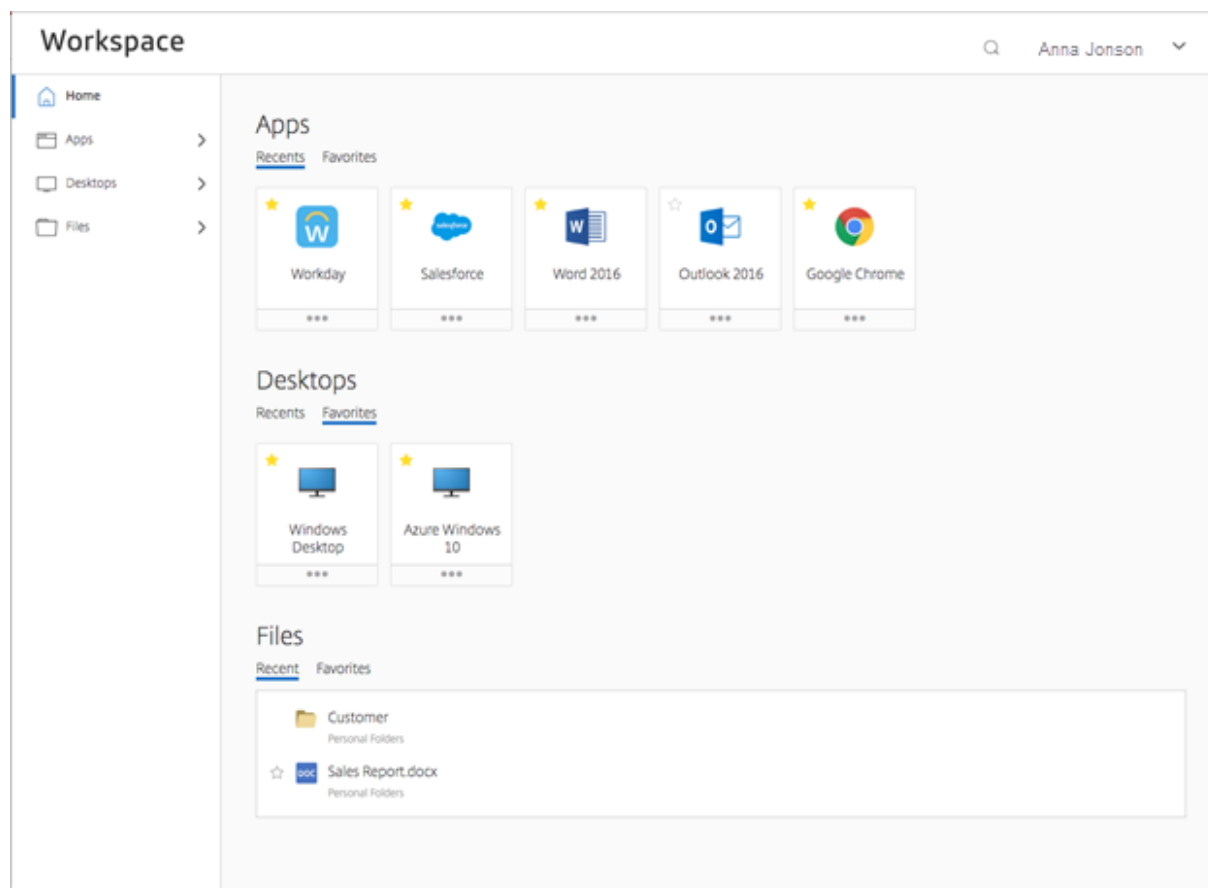 Workspace
Anna Jonson
Home
Apps
Desktops
Files
Apps
Recents Favorites
W
salesforce
W
O
Workday
Salesforce
Word 2016
Outlook 2016
Google Chrome
Desktops
Recents Favorites
Windows
Desktop
Azure Windows
10
Files
Recent Favorites
Customer
Personal Folders
DOC
Sales Report.docx
Personal Folders